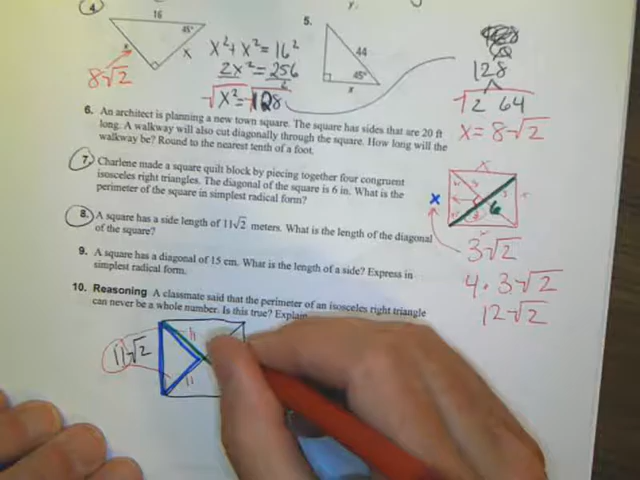 4
16
45°
x
x
8√2
x² + x² = 16²
2x² = 256
2
2
√x² = √128
5.
44
45°
x
128
2 64
x = 8√2
6. An architect is planning a new town square. The square has sides that are 20 ft
long. A walkway will also cut diagonally through the square. How long will the
walkway be? Round to the nearest tenth of a foot.
7. Charlene made a square quilt block by piecing together four congruent
isosceles right triangles. The diagonal of the square is 6 in. What is the
perimeter of the square in simplest radical form?
x
6
3√2
4 • 3√2
12√2
8. A square has a side length of 11√2 meters. What is the length of the diagonal
of the square?
9. A square has a diagonal of 15 cm. What is the length of a side? Express in
simplest radical form.
10. Reasoning A classmate said that the perimeter of an isosceles right triangle
can never be a whole number. Is this true? Explain.
11√2
11
11